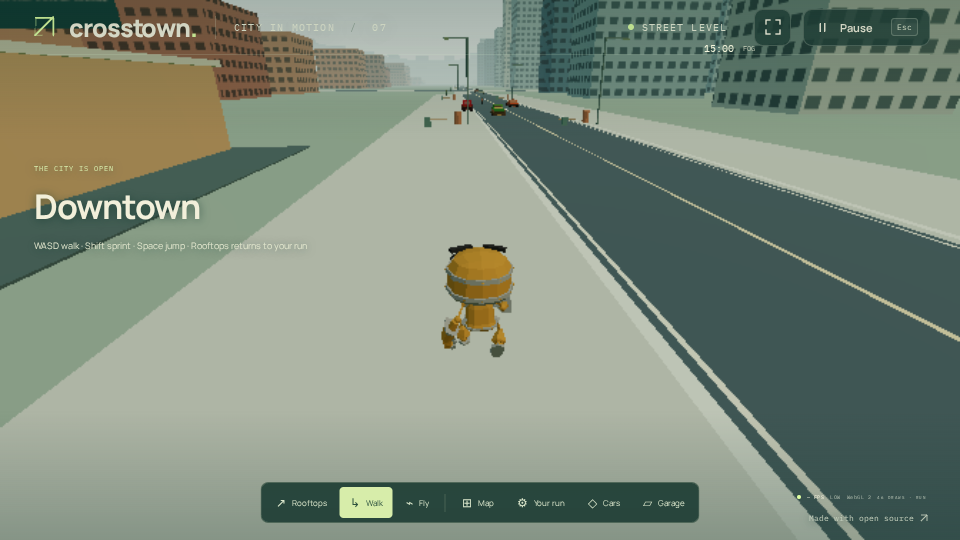 crosstown.
CITY IN MOTION / 07
STREET LEVEL
Pause
Esc
15:00 FOG
THE CITY IS OPEN
Downtown
WASD walk · Shift sprint · Space jump · Rooftops returns to your run
Rooftops
Walk
Fly
Map
Your run
Cars
Garage
Made with open source